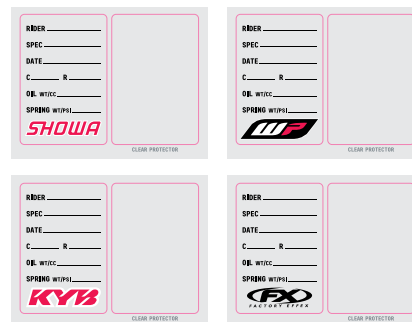 RIDER
SPEC
DATE
C R
OIL WT/CC
SPRING WT/PSI
SHOWA
CLEAR PROTECTOR
RIDER
SPEC
DATE
C R
OIL WT/CC
SPRING WT/PSI
WP
CLEAR PROTECTOR
RIDER
SPEC
DATE
C R
OIL WT/CC
SPRING WT/PSI
KYB
CLEAR PROTECTOR
RIDER
SPEC
DATE
C R
OIL WT/CC
SPRING WT/PSI
FX
FACTORY EFFEX
CLEAR PROTECTOR